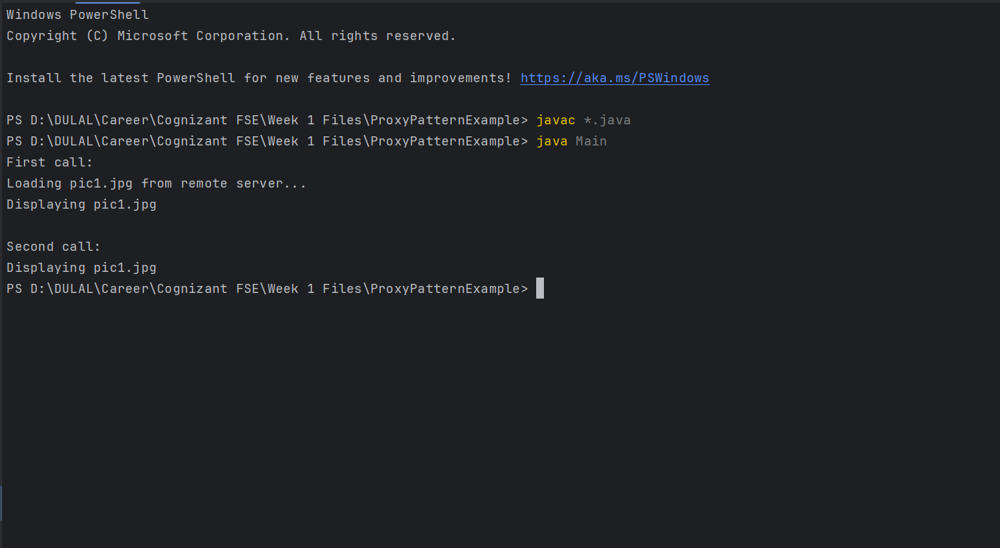 Windows PowerShell
Copyright (C) Microsoft Corporation. All rights reserved.
Install the latest PowerShell for new features and improvements! https://aka.ms/PSWindows
PS D:\DULAL\Career\Cognizant FSE\Week 1 Files\ProxyPatternExample> javac *.java
PS D:\DULAL\Career\Cognizant FSE\Week 1 Files\ProxyPatternExample> java Main
First call:
Loading pic1.jpg from remote server...
Displaying pic1.jpg
Second call:
Displaying pic1.jpg
PS D:\DULAL\Career\Cognizant FSE\Week 1 Files\ProxyPatternExample>